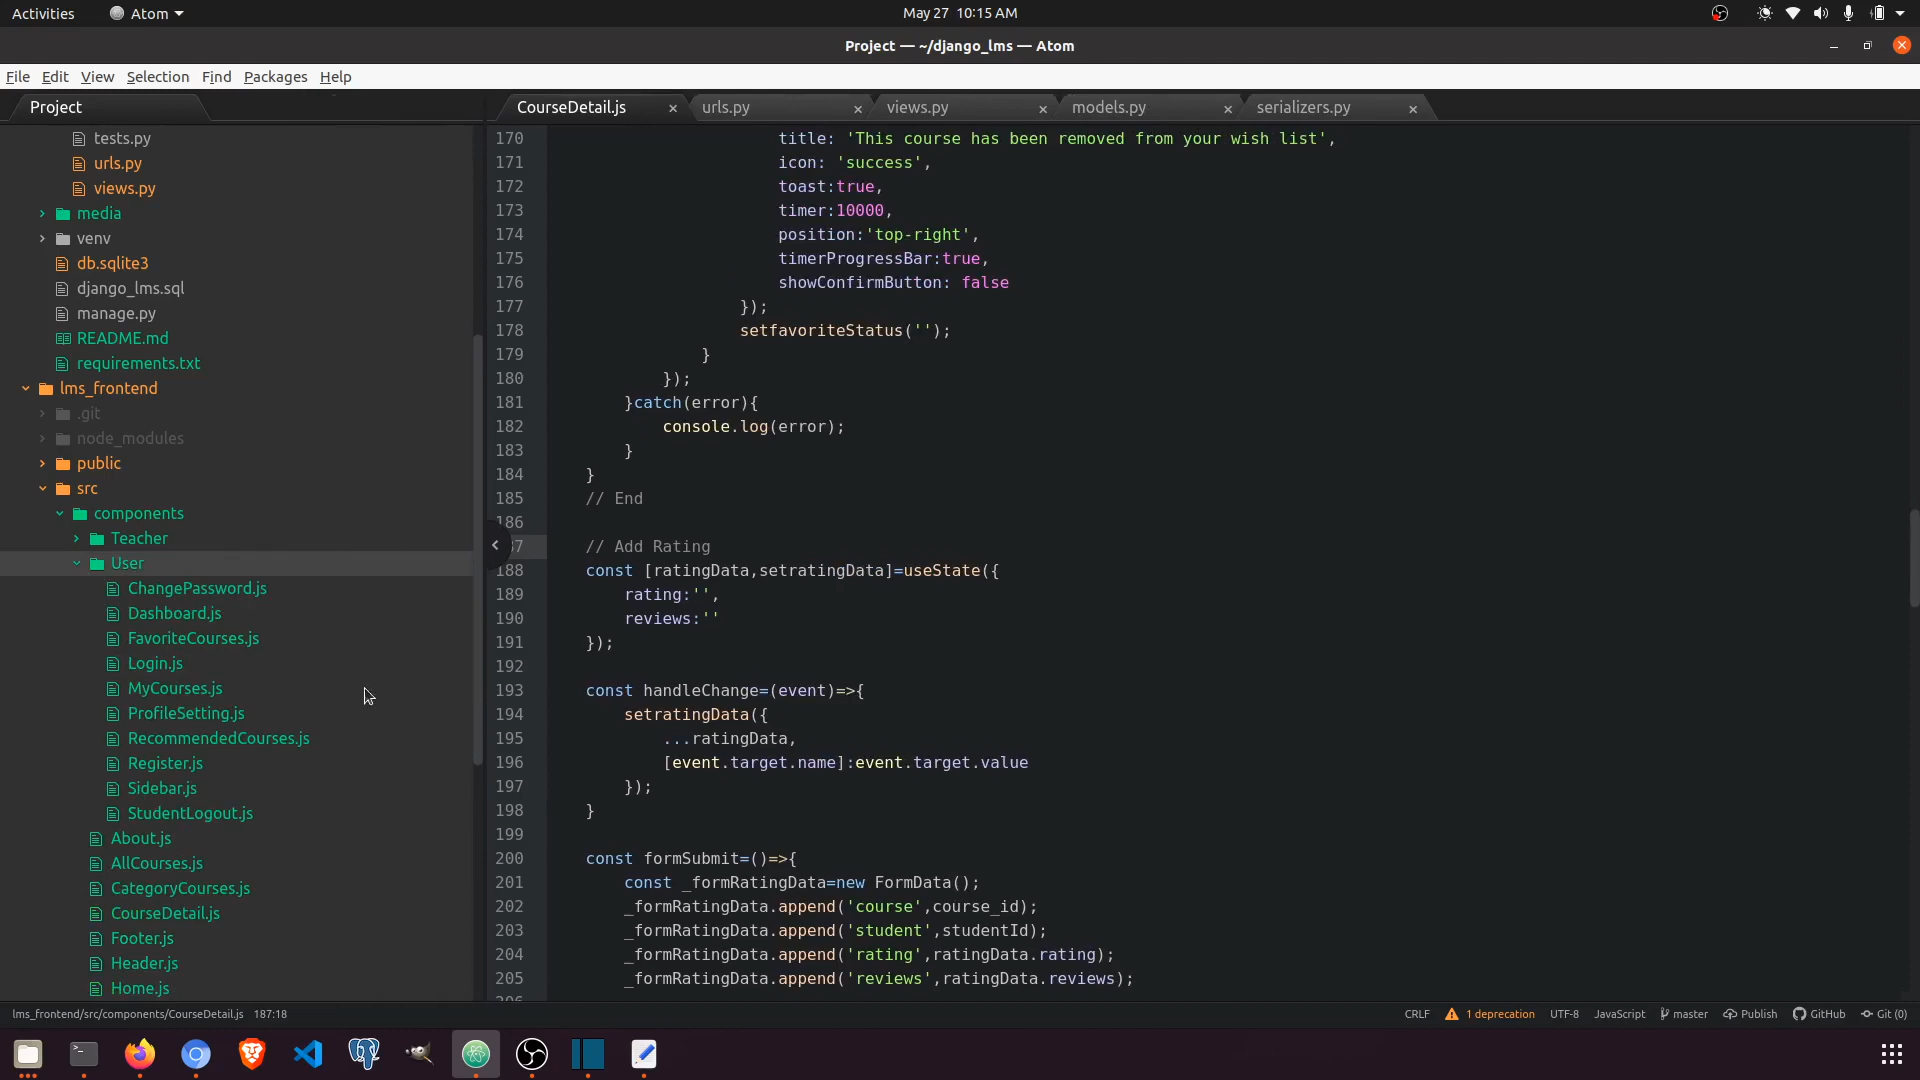 Activities
Atom
May 27 10:15 AM
Project — ~/django_lms — Atom
File Edit View Selection Find Packages Help
Project
CourseDetail.js
urls.py
views.py
models.py
serializers.py
tests.py
urls.py
views.py
media
venv
db.sqlite3
django_lms.sql
manage.py
README.md
requirements.txt
lms_frontend
.git
node_modules
public
src
components
Teacher
User
ChangePassword.js
Dashboard.js
FavoriteCourses.js
Login.js
MyCourses.js
ProfileSetting.js
RecommendedCourses.js
Register.js
Sidebar.js
StudentLogout.js
About.js
AllCourses.js
CategoryCourses.js
CourseDetail.js
Footer.js
Header.js
Home.js
170 title: 'This course has been removed from your wish list',
171 icon: 'success',
172 toast:true,
173 timer:10000,
174 position:'top-right',
175 timerProgressBar:true,
176 showConfirmButton: false
177 });
178 setfavoriteStatus('');
179 }
180 });
181 }catch(error){
182 console.log(error);
183 }
184 }
185 // End
186
87 // Add Rating
188 const [ratingData,setratingData]=useState({
189 rating:'',
190 reviews:''
191 });
192
193 const handleChange=(event)=>{
194 setratingData({
195 ...ratingData,
196 [event.target.name]:event.target.value
197 });
198 }
199
200 const formSubmit=()=>{
201 const _formRatingData=new FormData();
202 _formRatingData.append('course',course_id);
203 _formRatingData.append('student',studentId);
204 _formRatingData.append('rating',ratingData.rating);
205 _formRatingData.append('reviews',ratingData.reviews);
lms_frontend/src/components/CourseDetail.js 187:18
CRLF 1 deprecation UTF-8 JavaScript master Publish GitHub Git (0)